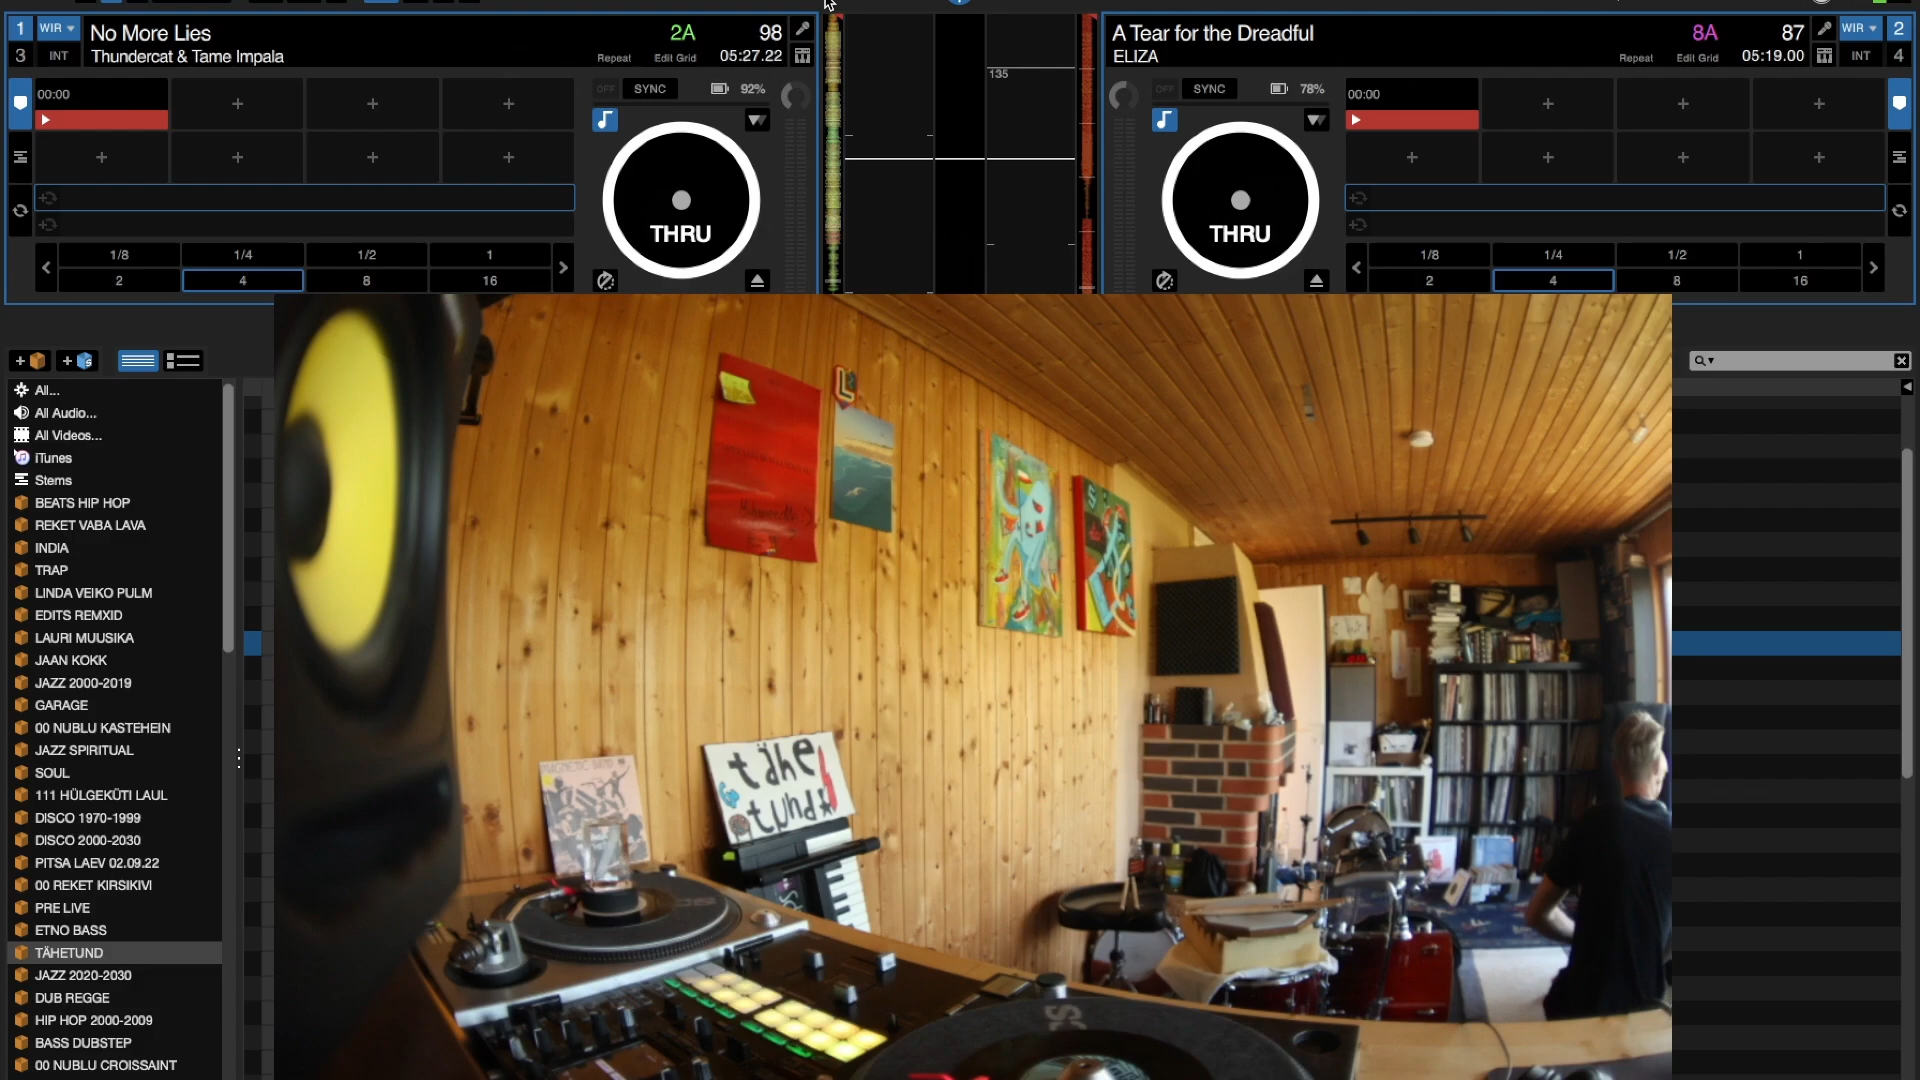 1 WIR No More Lies 2A 98
3 INT Thundercat & Tame Impala Repeat Edit Grid 05:27.22
00:00
OFF SYNC 92%
THRU
1/8 1/4 1/2 1
2 4 8 16
135
A Tear for the Dreadful 8A 87 WIR 2
ELIZA Repeat Edit Grid 05:19.00 INT 4
OFF SYNC 78%
00:00
THRU
1/8 1/4 1/2 1
2 4 8 16
All...
All Audio...
All Videos...
iTunes
Stems
BEATS HIP HOP
REKET VABA LAVA
INDIA
TRAP
LINDA VEIKO PULM
EDITS REMXID
LAURI MUUSIKA
JAAN KOKK
JAZZ 2000-2019
GARAGE
00 NUBLU KASTEHEIN
JAZZ SPIRITUAL
SOUL
111 HÜLGEKÜTI LAUL
DISCO 1970-1999
DISCO 2000-2030
PITSA LAEV 02.09.22
00 REKET KIRSIKIVI
PRE LIVE
ETNO BASS
TÄHETUND
JAZZ 2020-2030
DUB REGGE
HIP HOP 2000-2009
BASS DUBSTEP
00 NUBLU CROISSAINT
L
MAGNETIC BAND
tähe
tund